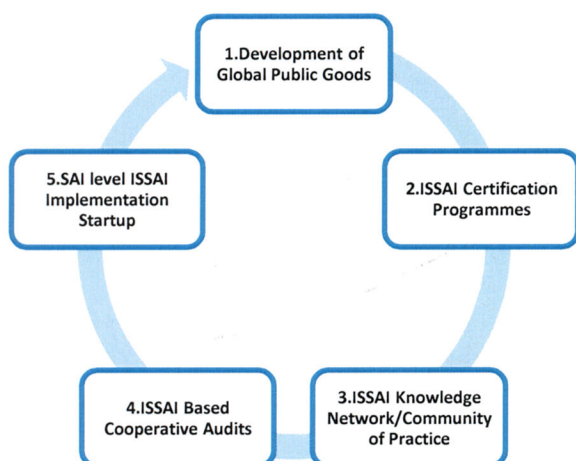 1.Development of
Global Public Goods
2.ISSAI Certification
Programmes
3.ISSAI Knowledge
Network/Community
of Practice
4.ISSAI Based
Cooperative Audits
5.SAI level ISSAI
Implementation
Startup